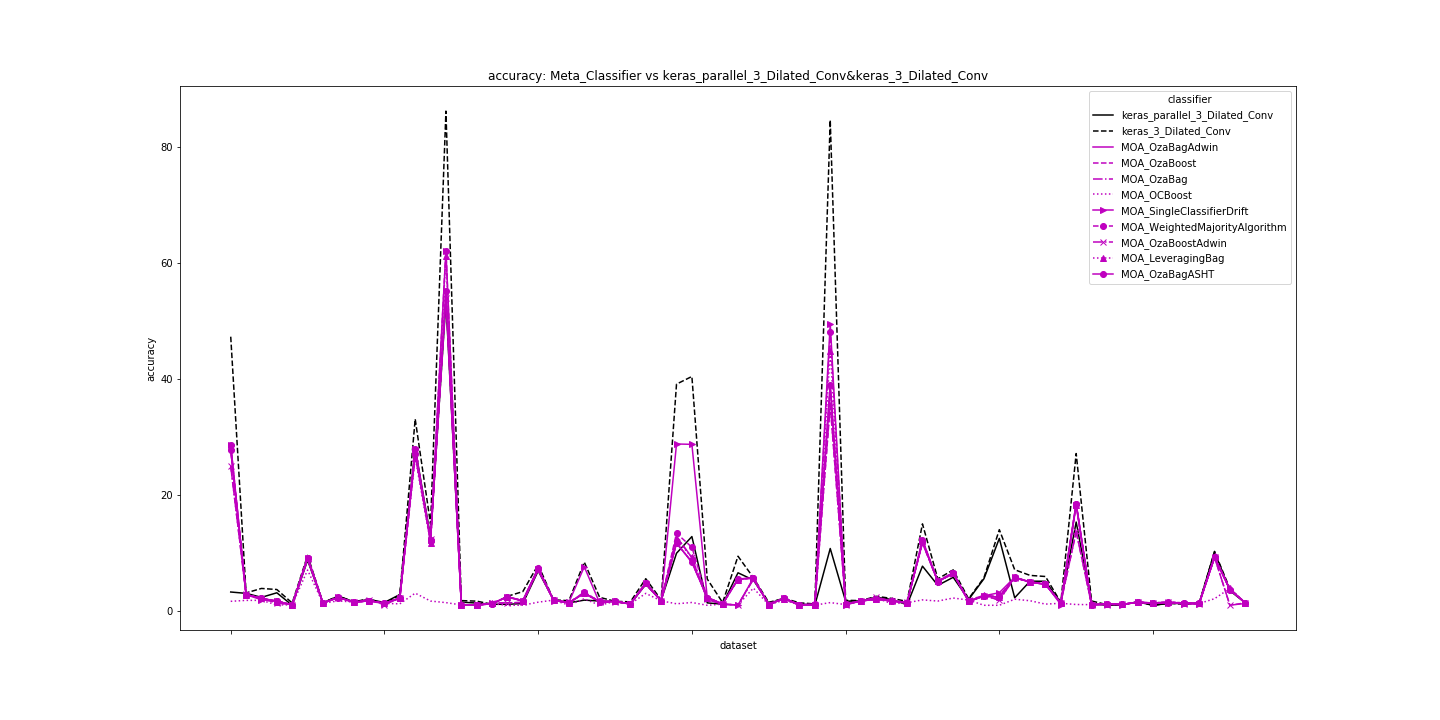 accuracy: Meta_Classifier vs keras_parallel_3_Dilated_Conv&keras_3_Dilated_Conv
classifier
keras_parallel_3_Dilated_Conv
keras_3_Dilated_Conv
MOA_OzaBagAdwin
MOA_OzaBoost
MOA_OzaBag
MOA_OCBoost
MOA_SingleClassifierDrift
MOA_WeightedMajorityAlgorithm
MOA_OzaBoostAdwin
MOA_LeveragingBag
MOA_OzaBagASHT
80
60
40
20
0
accuracy
dataset